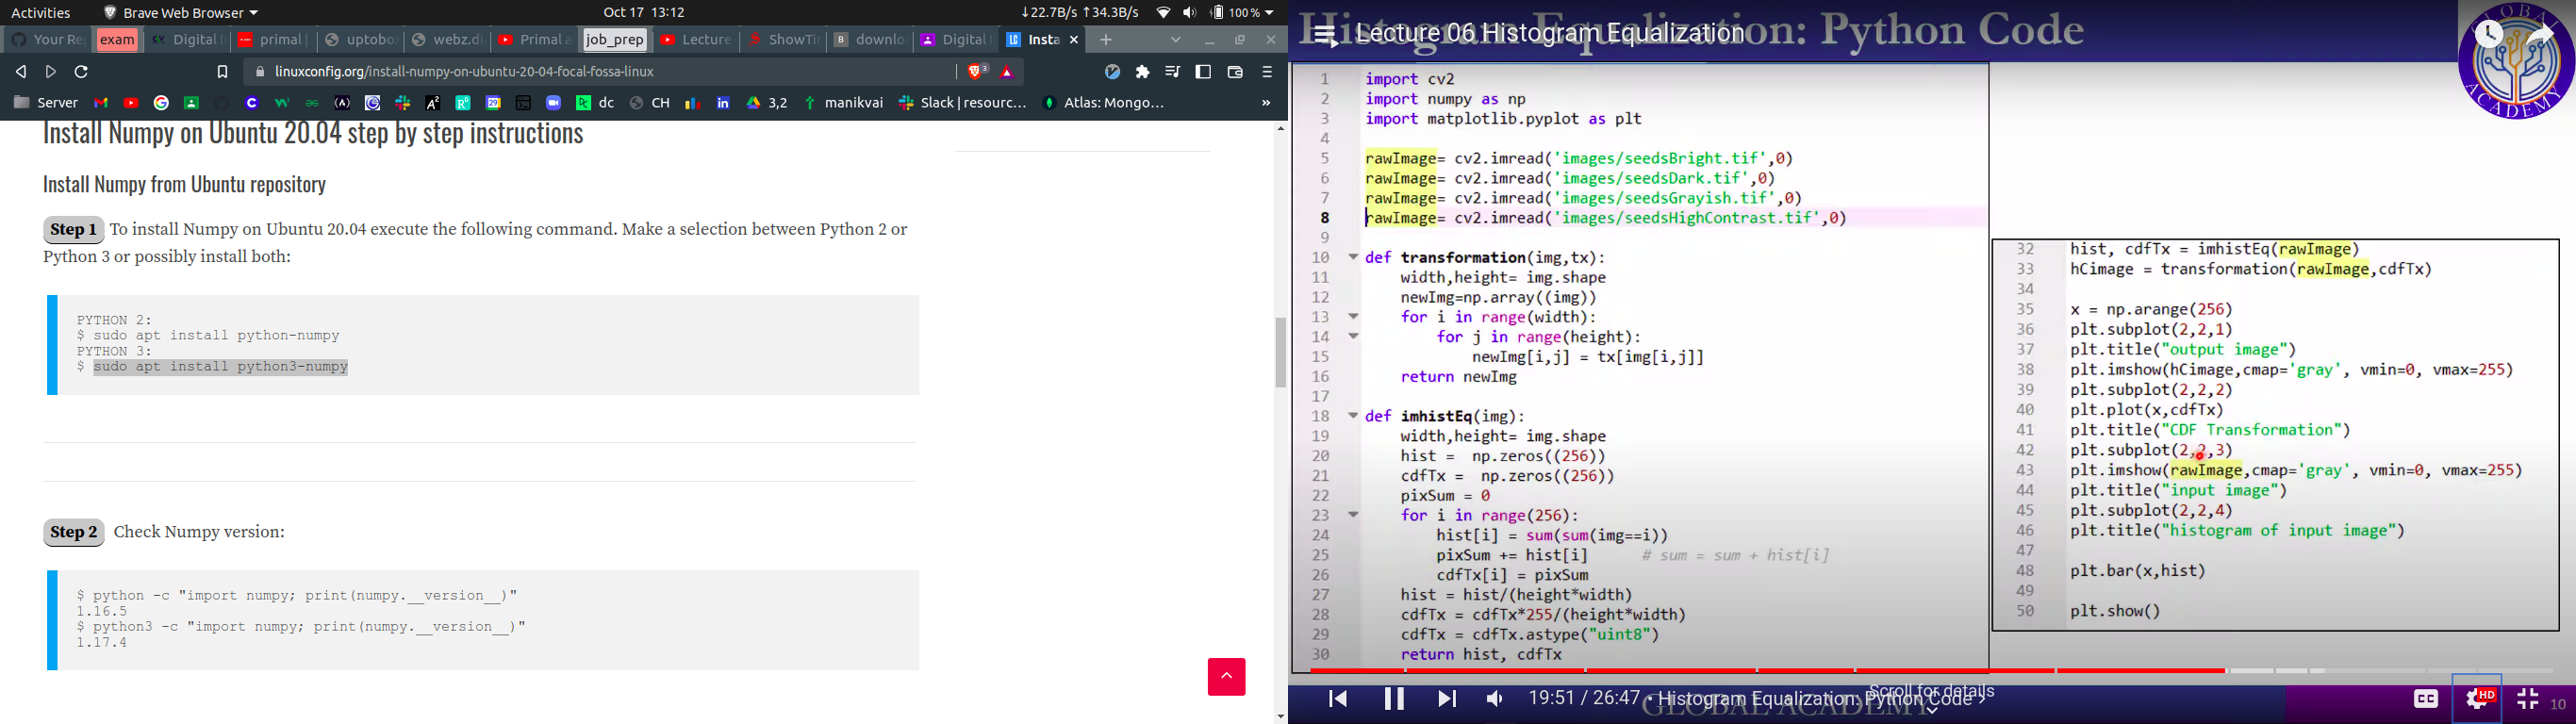 Activities
Brave Web Browser
Oct 17 13:12
↓22.7B/s ↑34.3B/s
100 %
Your Re
exam
Digital
primal
uptobo
webz.di
Primal a
job_prep
Lecture
ShowTi
downlo
Digital
Insta
linuxconfig.org/install-numpy-on-ubuntu-20-04-focal-fossa-linux
Server
dc
CH
3,2
manikvai
Slack | resourc...
Atlas: Mongo...
Install Numpy on Ubuntu 20.04 step by step instructions
Install Numpy from Ubuntu repository
Step 1 To install Numpy on Ubuntu 20.04 execute the following command. Make a selection between Python 2 or
Python 3 or possibly install both:
PYTHON 2:
$ sudo apt install python-numpy
PYTHON 3:
$ sudo apt install python3-numpy
Step 2 Check Numpy version:
$ python -c "import numpy; print(numpy.__version__)"
1.16.5
$ python3 -c "import numpy; print(numpy.__version__)"
1.17.4
Histogram Equalization: Python Code
Lecture 06 Histogram Equalization
GLOBAL ACADEMY
1 import cv2
2 import numpy as np
3 import matplotlib.pyplot as plt
4
5 rawImage= cv2.imread('images/seedsBright.tif',0)
6 rawImage= cv2.imread('images/seedsDark.tif',0)
7 rawImage= cv2.imread('images/seedsGrayish.tif',0)
8 rawImage= cv2.imread('images/seedsHighContrast.tif',0)
9
10 def transformation(img,tx):
11 width,height= img.shape
12 newImg=np.array((img))
13 for i in range(width):
14 for j in range(height):
15 newImg[i,j] = tx[img[i,j]]
16 return newImg
17
18 def imhistEq(img):
19 width,height= img.shape
20 hist = np.zeros((256))
21 cdfTx = np.zeros((256))
22 pixSum = 0
23 for i in range(256):
24 hist[i] = sum(sum(img==i))
25 pixSum += hist[i] # sum = sum + hist[i]
26 cdfTx[i] = pixSum
27 hist = hist/(height*width)
28 cdfTx = cdfTx*255/(height*width)
29 cdfTx = cdfTx.astype("uint8")
30 return hist, cdfTx
32 hist, cdfTx = imhistEq(rawImage)
33 hCimage = transformation(rawImage,cdfTx)
34
35 x = np.arange(256)
36 plt.subplot(2,2,1)
37 plt.title("output image")
38 plt.imshow(hCimage,cmap='gray', vmin=0, vmax=255)
39 plt.subplot(2,2,2)
40 plt.plot(x,cdfTx)
41 plt.title("CDF Transformation")
42 plt.subplot(2,2,3)
43 plt.imshow(rawImage,cmap='gray', vmin=0, vmax=255)
44 plt.title("input image")
45 plt.subplot(2,2,4)
46 plt.title("histogram of input image")
47
48 plt.bar(x,hist)
49
50 plt.show()
19:51 / 26:47 • Histogram Equalization: Python Code
Scroll for details
GLOBAL ACADEMY
CC
HD
10